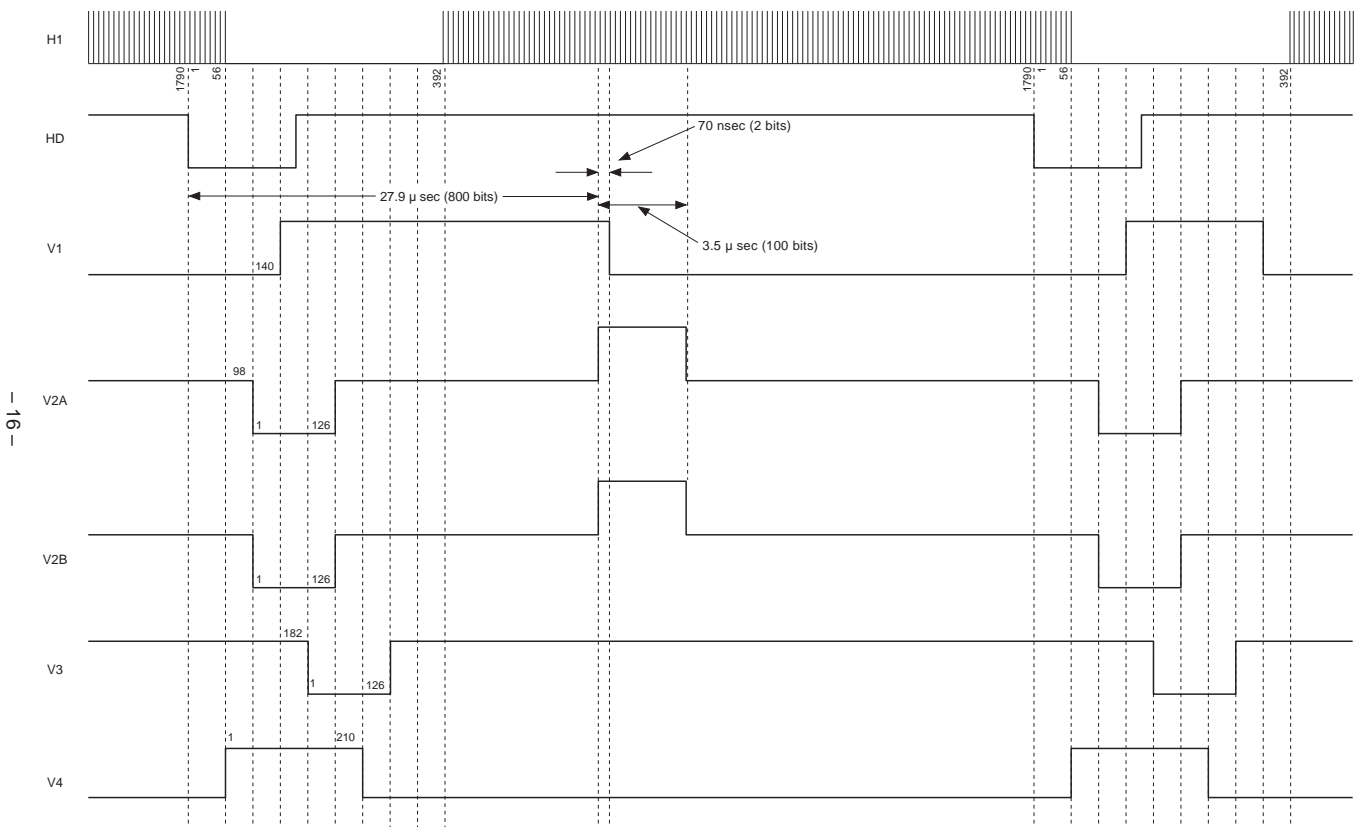 H1
1790
1
56
392
1790
1
56
392
HD
70 nsec (2 bits)
27.9 µ sec (800 bits)
V1
140
3.5 µ sec (100 bits)
98
V2A
1
126
– 16 –
V2B
1
126
182
V3
1
126
1
210
V4